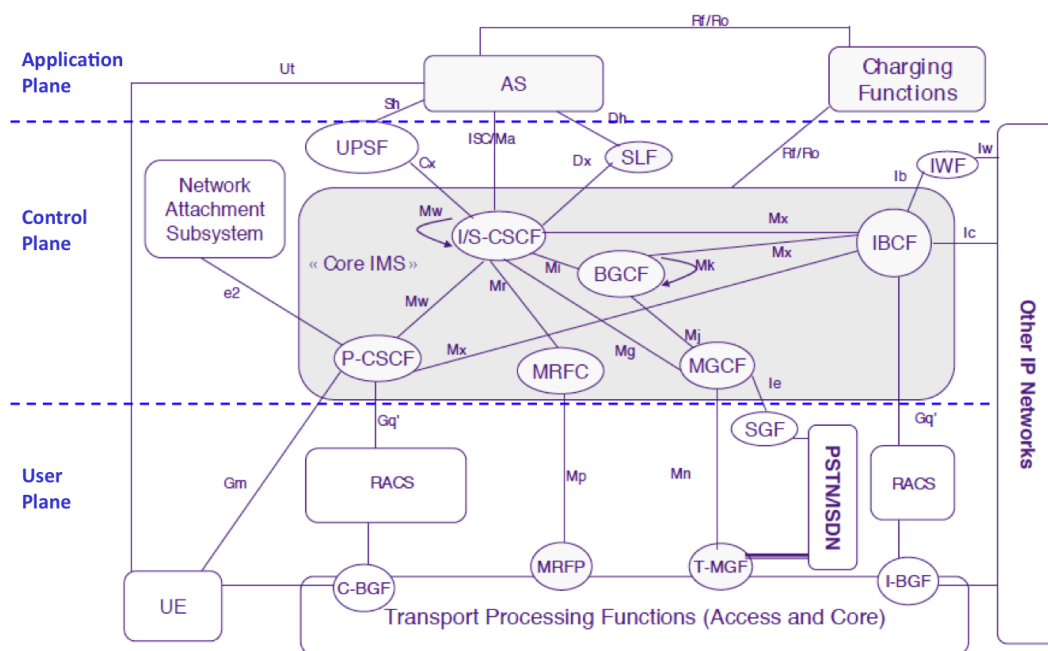 Rf/Ro
Application
Plane
Ut
AS
Charging
Functions
Sh
ISC/Ma
Dh
Rf/Ro
UPSF
Cx
Dx
SLF
Iw
IWF
Ib
Network
Attachment
Subsystem
Control
Plane
Mw
I/S-CSCF
Mx
IBCF
Ic
« Core IMS »
Mi
BGCF
Mk
Mx
e2
Mw
Mr
Mj
P-CSCF
Mx
MRFC
Mg
MGCF
Ie
Other IP Networks
Gq'
SGF
Gq'
User
Plane
Gm
RACS
Mp
Mn
PSTN/ISDN
RACS
UE
C-BGF
MRFP
T-MGF
I-BGF
Transport Processing Functions (Access and Core)